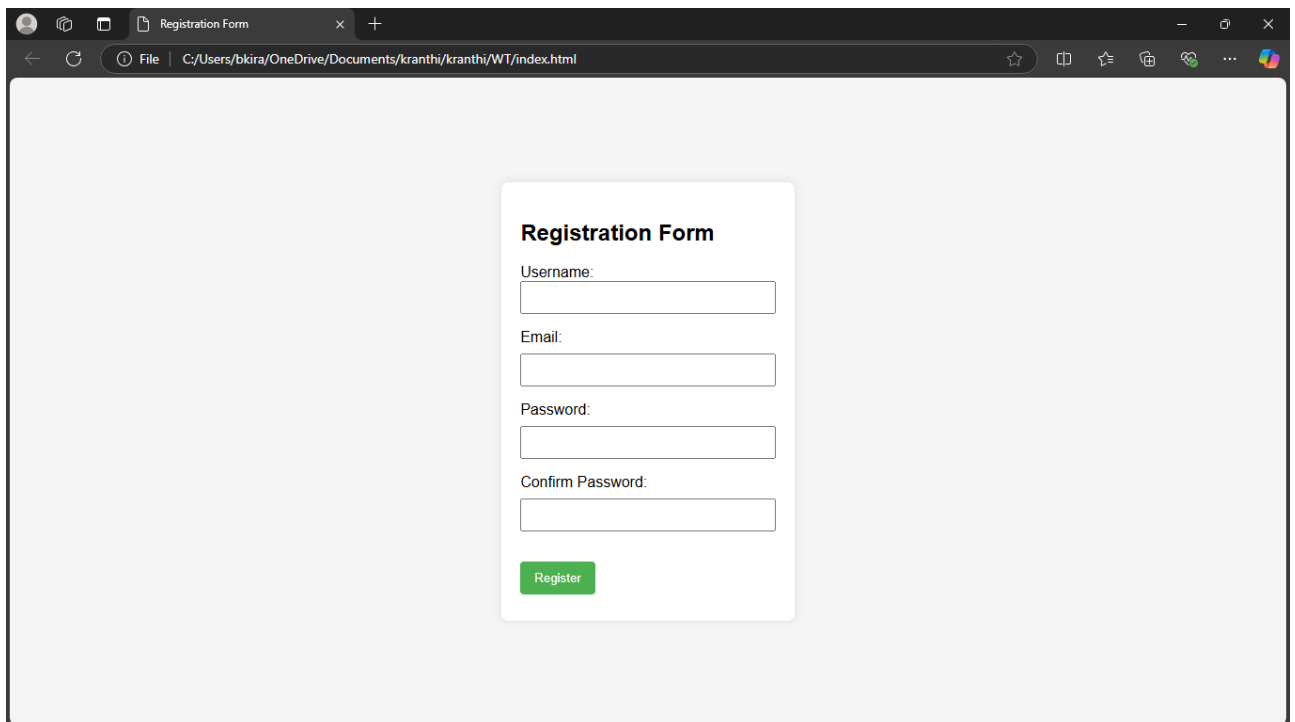 Registration Form
File | C:/Users/bkira/OneDrive/Documents/kranthi/kranthi/WT/index.html
Registration Form
Username:
Email:
Password:
Confirm Password:
Register